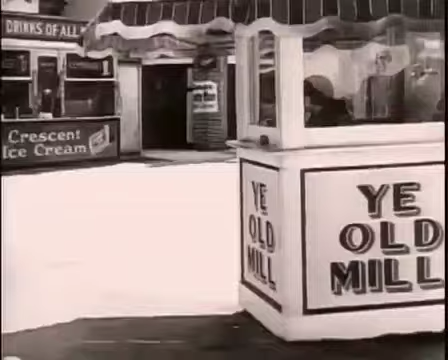 DRINKS OF ALL
Crescent
Ice Cream
YE
OLD
MILL
YE
OLD
MILL